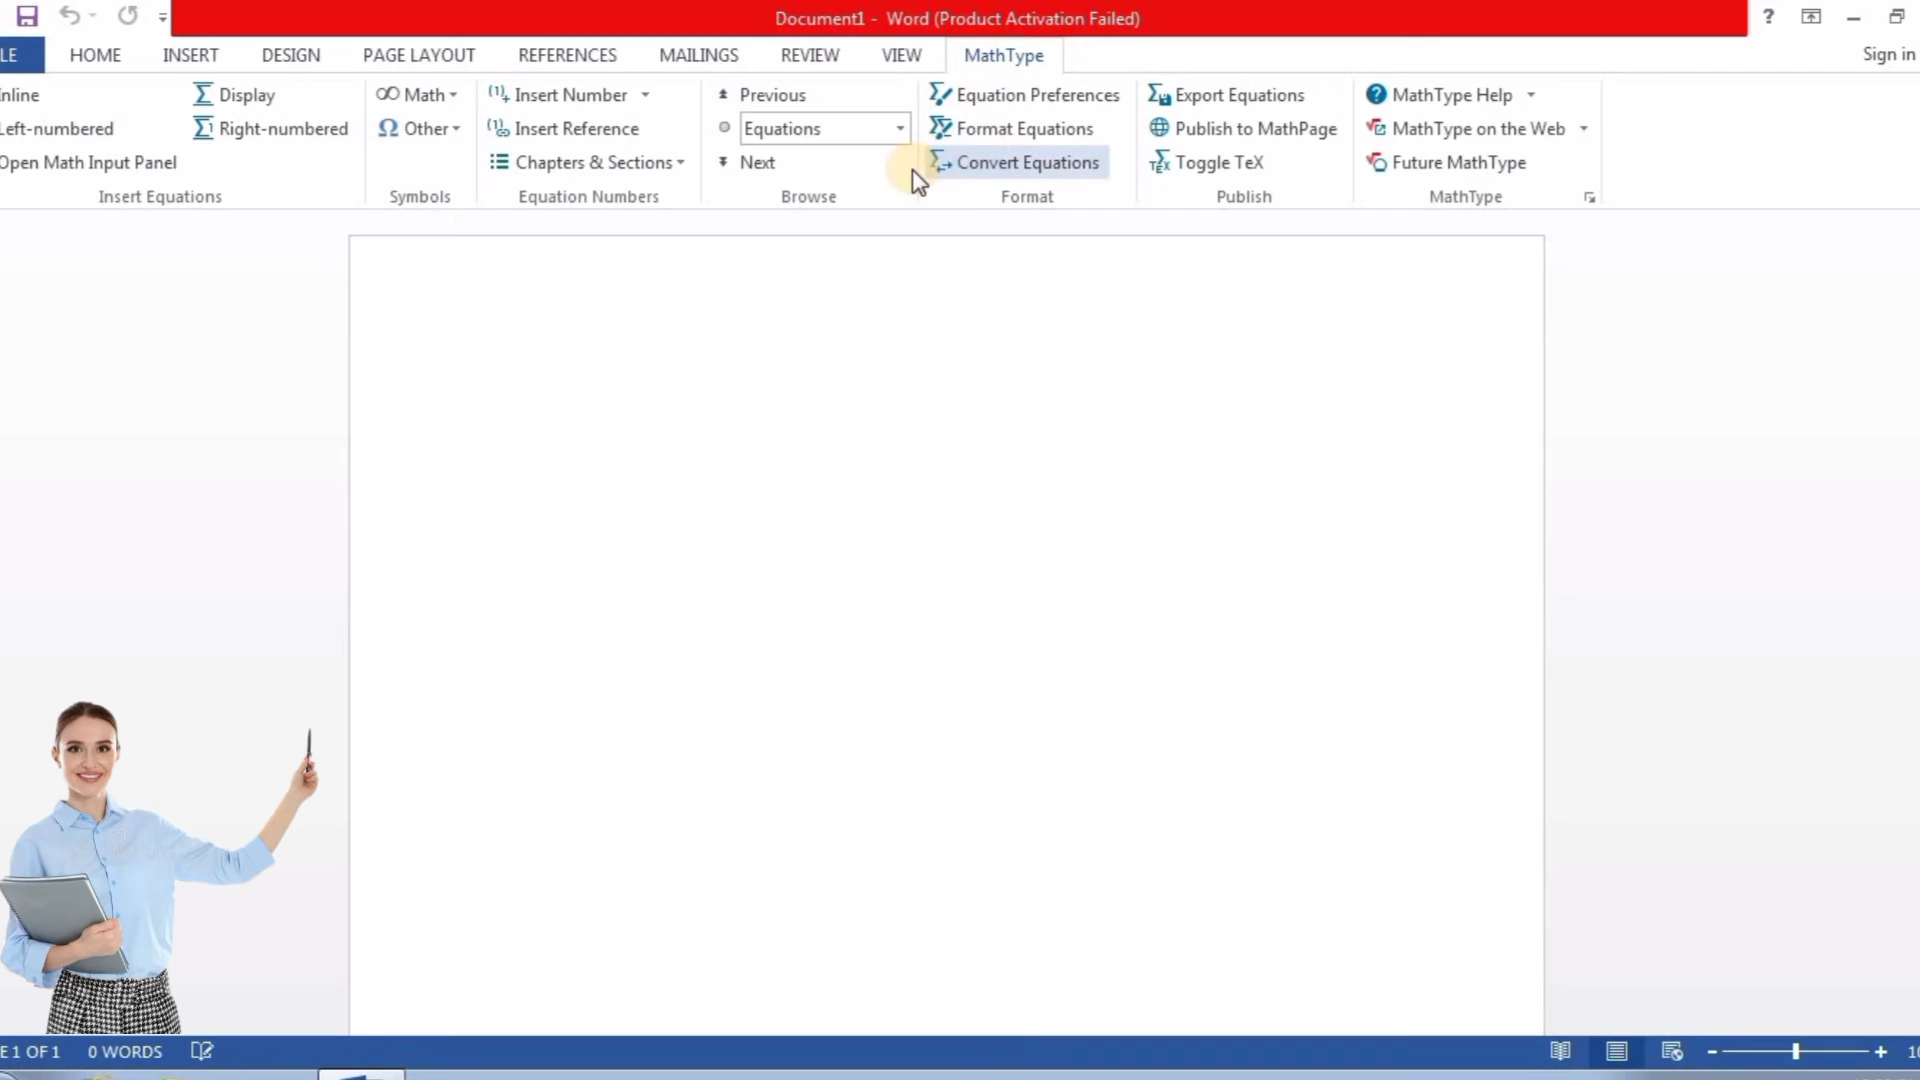 Document1 - Word (Product Activation Failed)
LE HOME INSERT DESIGN PAGE LAYOUT REFERENCES MAILINGS REVIEW VIEW MathType Sign in
nline Display Math Insert Number Previous Equation Preferences Export Equations MathType Help
Left-numbered Right-numbered Other Insert Reference Equations Format Equations Publish to MathPage MathType on the Web
Open Math Input Panel Chapters & Sections Next Convert Equations Toggle TeX Future MathType
Insert Equations Symbols Equation Numbers Browse Format Publish MathType
E 1 OF 1 0 WORDS